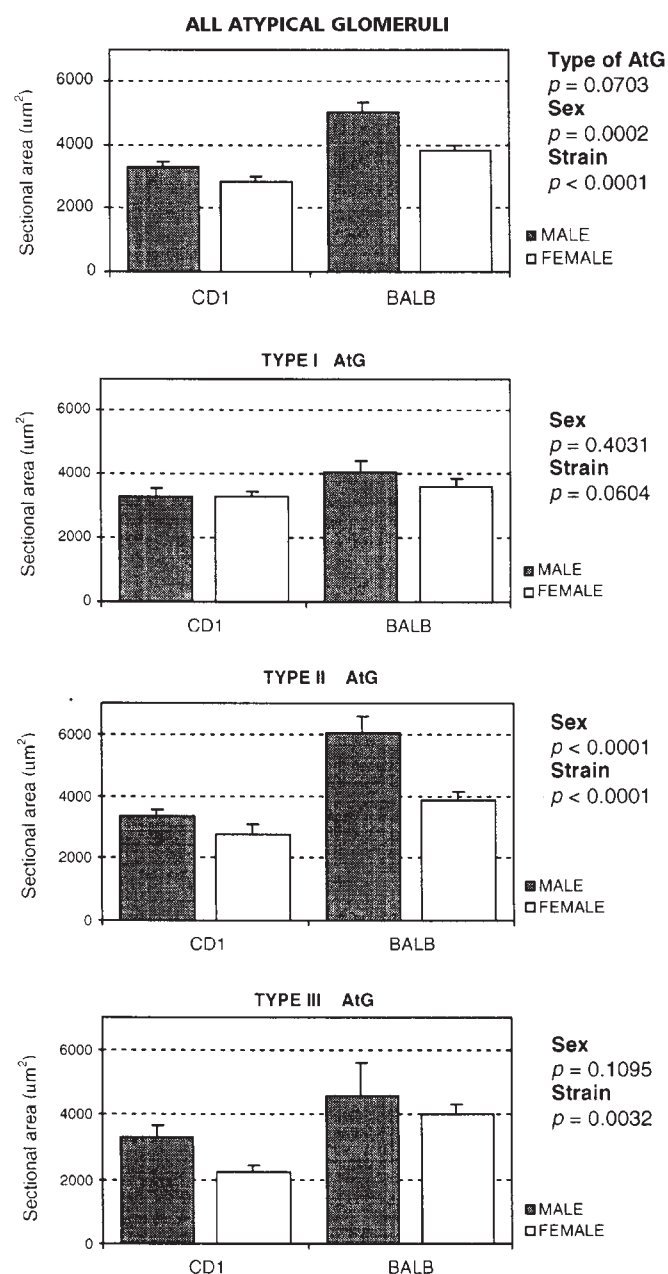 ALL ATYPICAL GLOMERULI
Sectional area (um²)
6000
4000
2000
0
CD1
BALB
Type of AtG
p = 0.0703
Sex
p = 0.0002
Strain
p < 0.0001
MALE
FEMALE
TYPE I AtG
Sectional area (um²)
6000
4000
2000
0
CD1
BALB
Sex
p = 0.4031
Strain
p = 0.0604
MALE
FEMALE
TYPE II AtG
Sectional area (um²)
6000
4000
2000
0
CD1
BALB
Sex
p < 0.0001
Strain
p < 0.0001
MALE
FEMALE
TYPE III AtG
Sectional area (um²)
6000
4000
2000
0
CD1
BALB
Sex
p = 0.1095
Strain
p = 0.0032
MALE
FEMALE